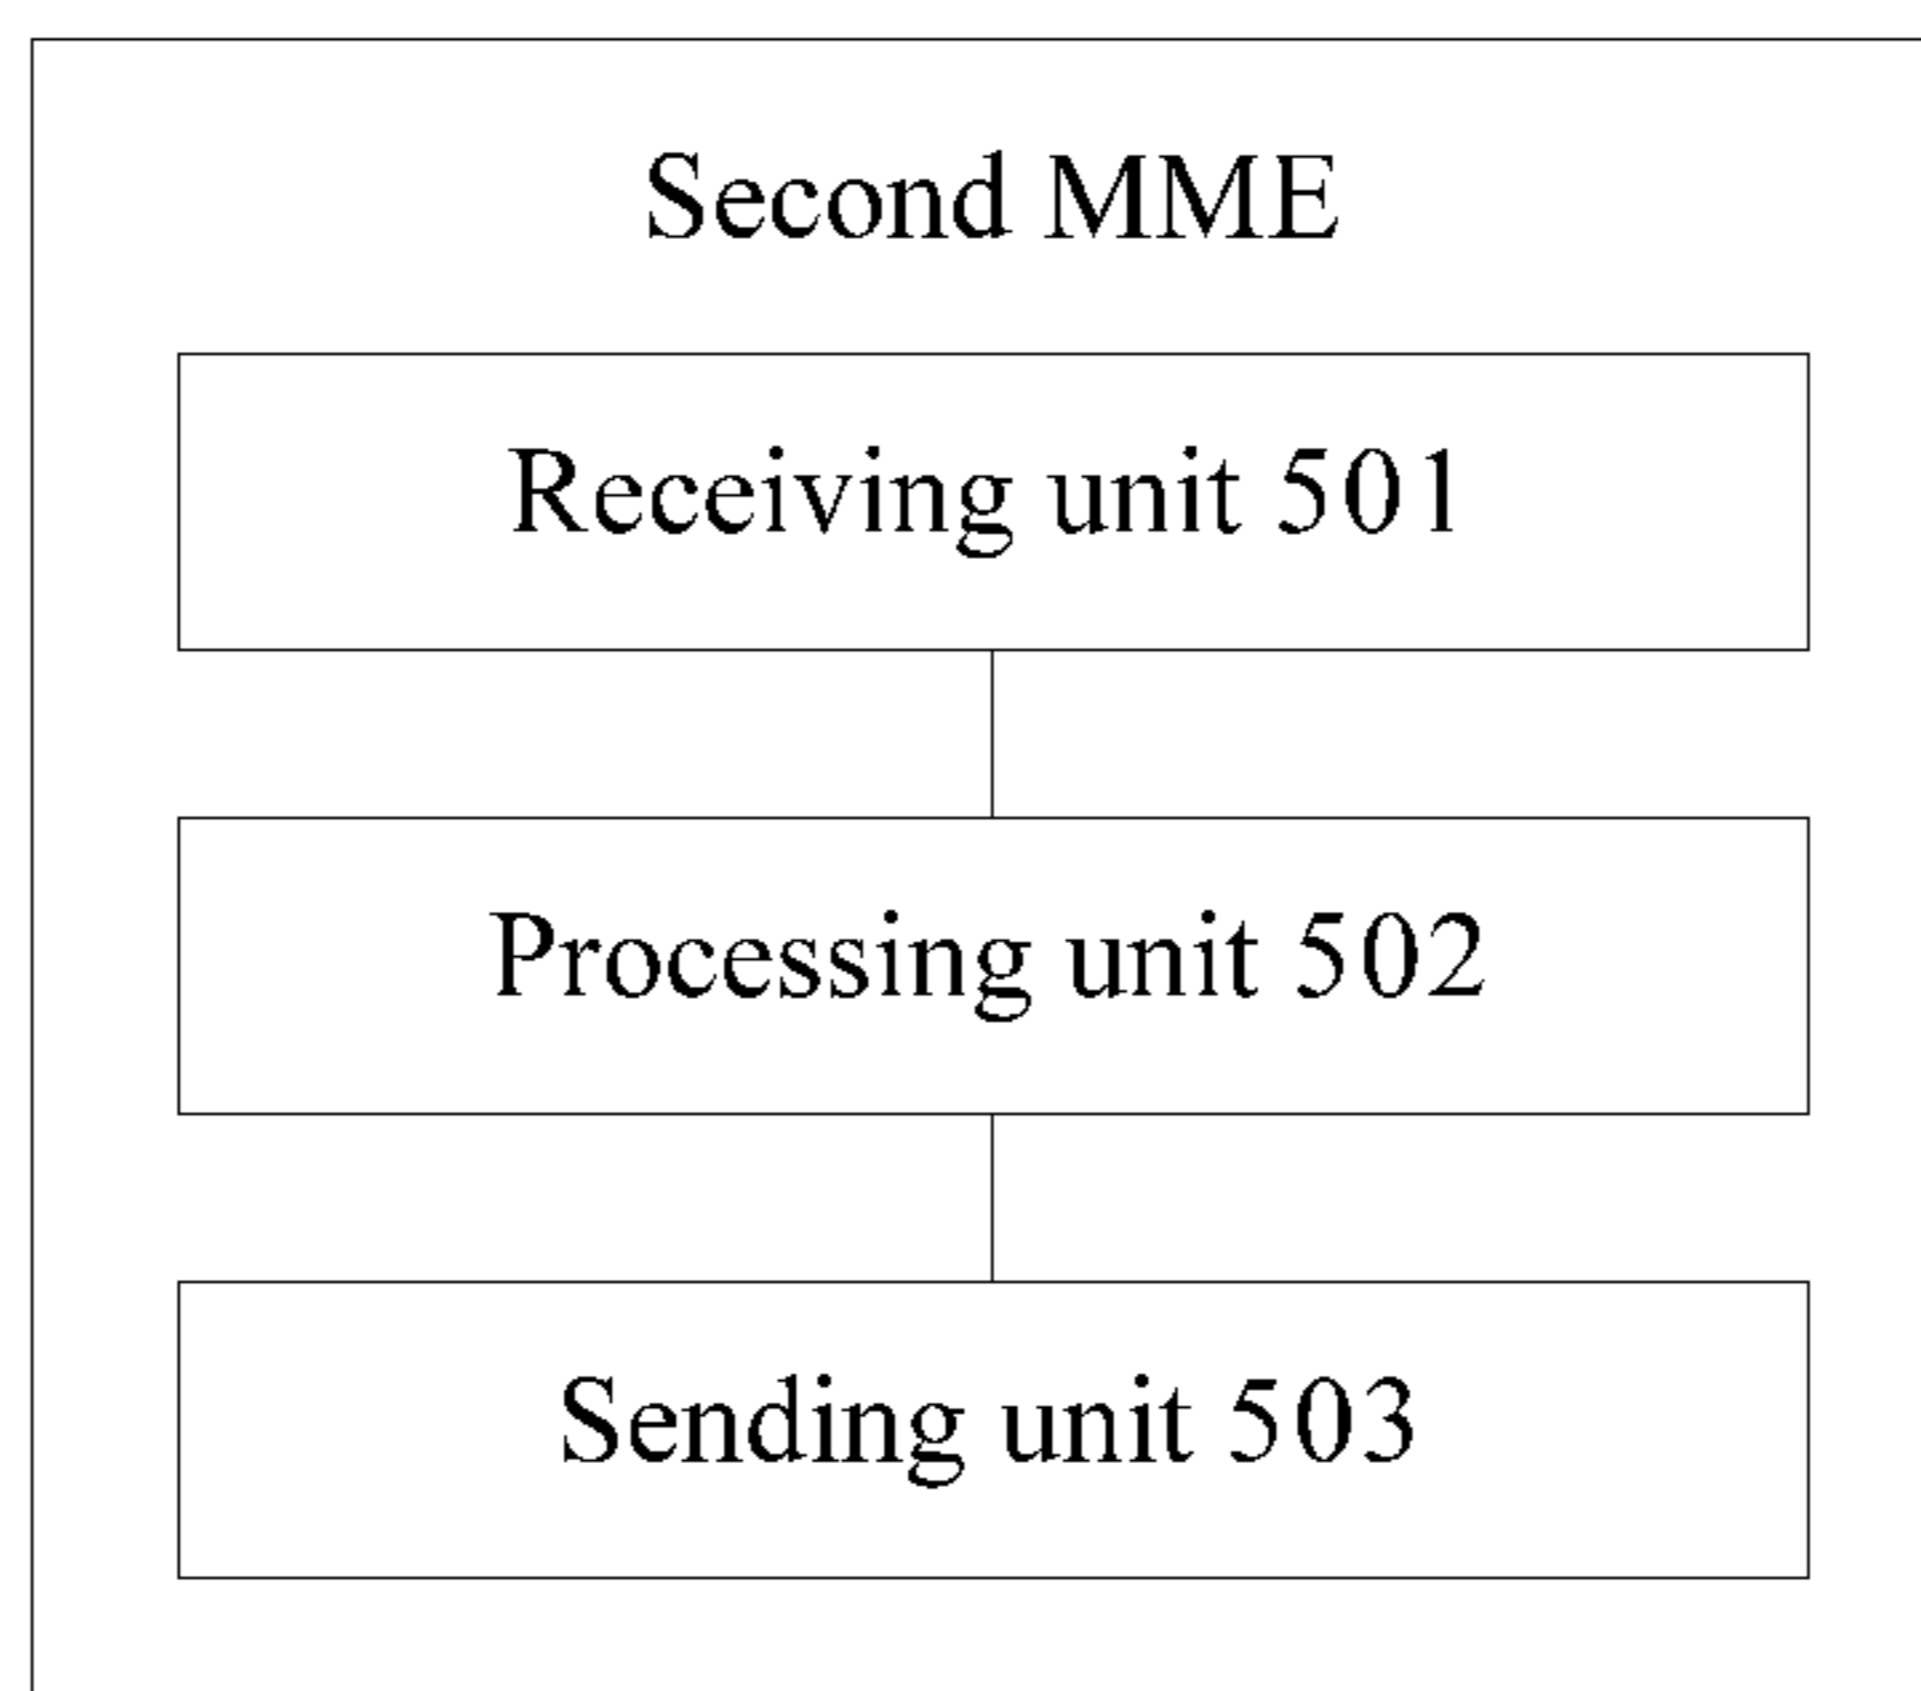 Second MME
Receiving unit 501
Processing unit 502
Sending unit 503